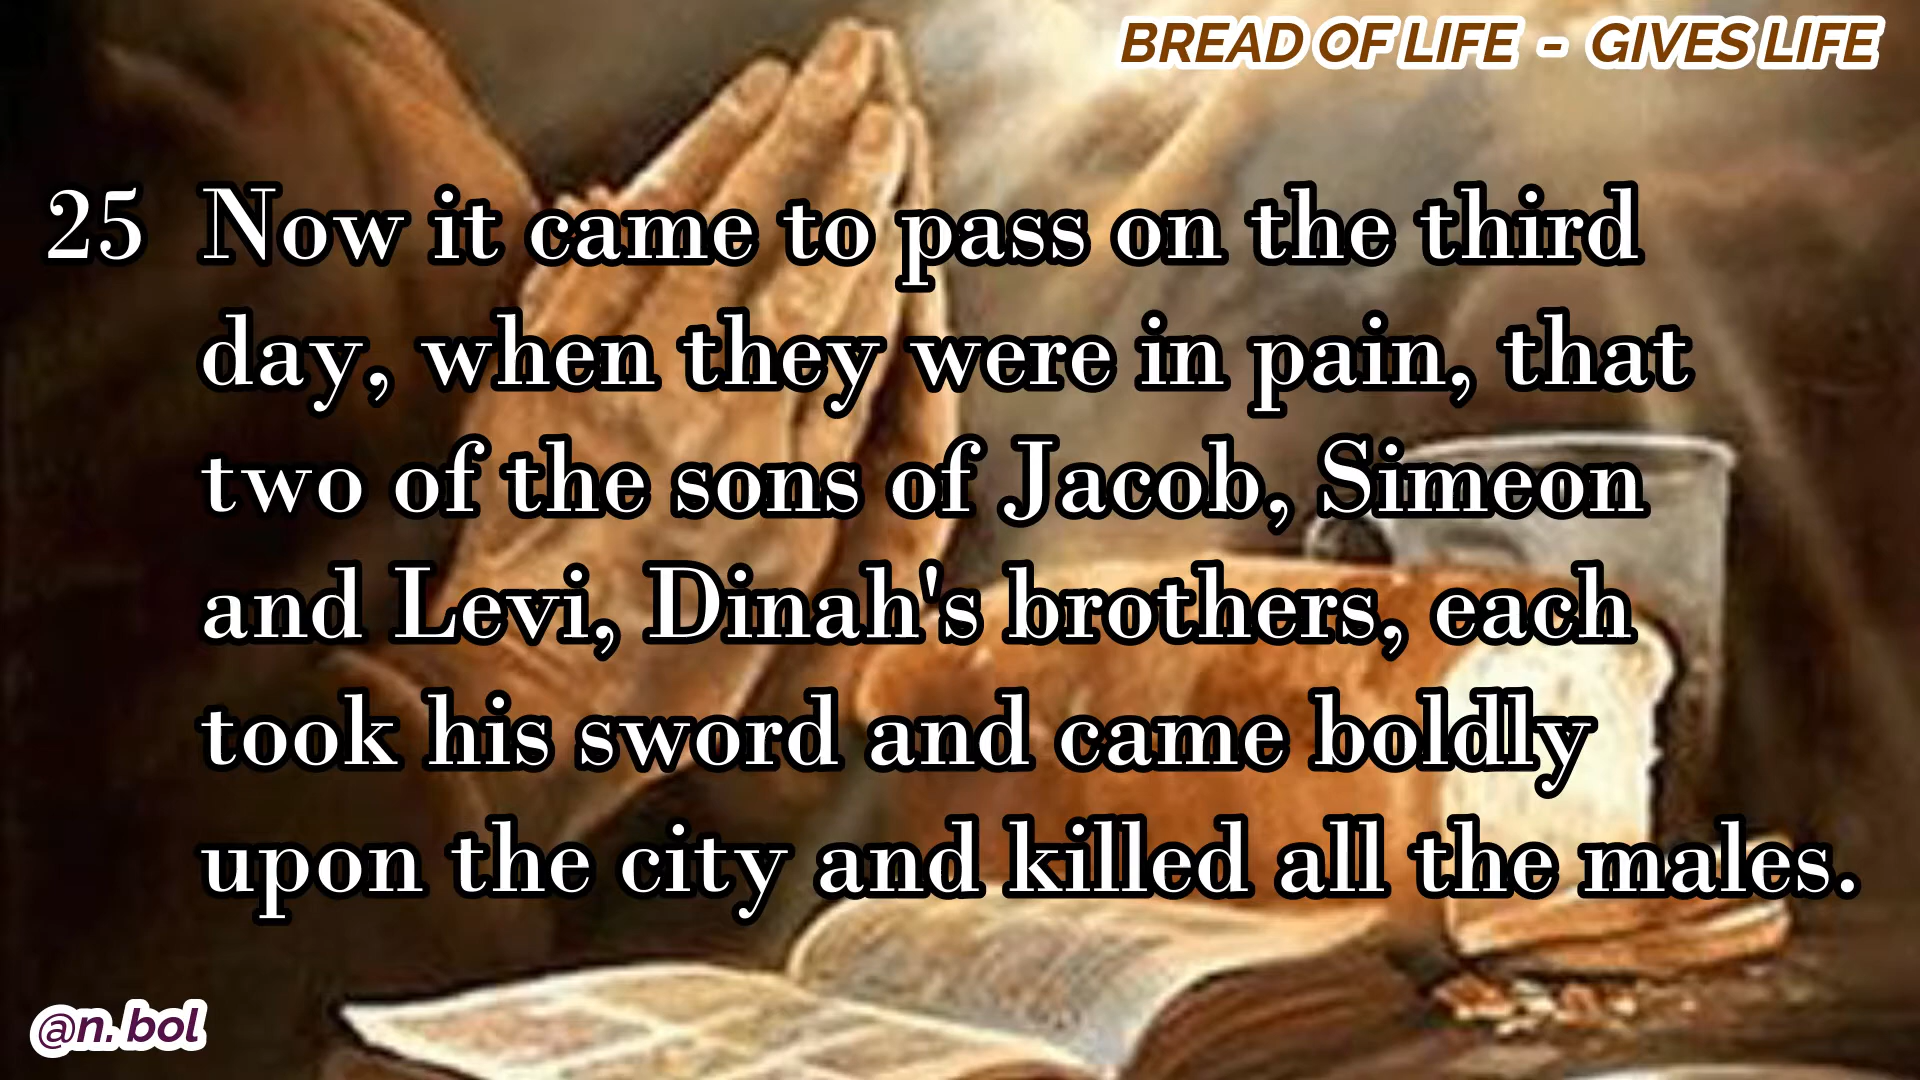 BREAD OF LIFE - GIVES LIFE
25 Now it came to pass on the third
day, when they were in pain, that
two of the sons of Jacob, Simeon
and Levi, Dinah's brothers, each
took his sword and came boldly
upon the city and killed all the males.
@n. bol